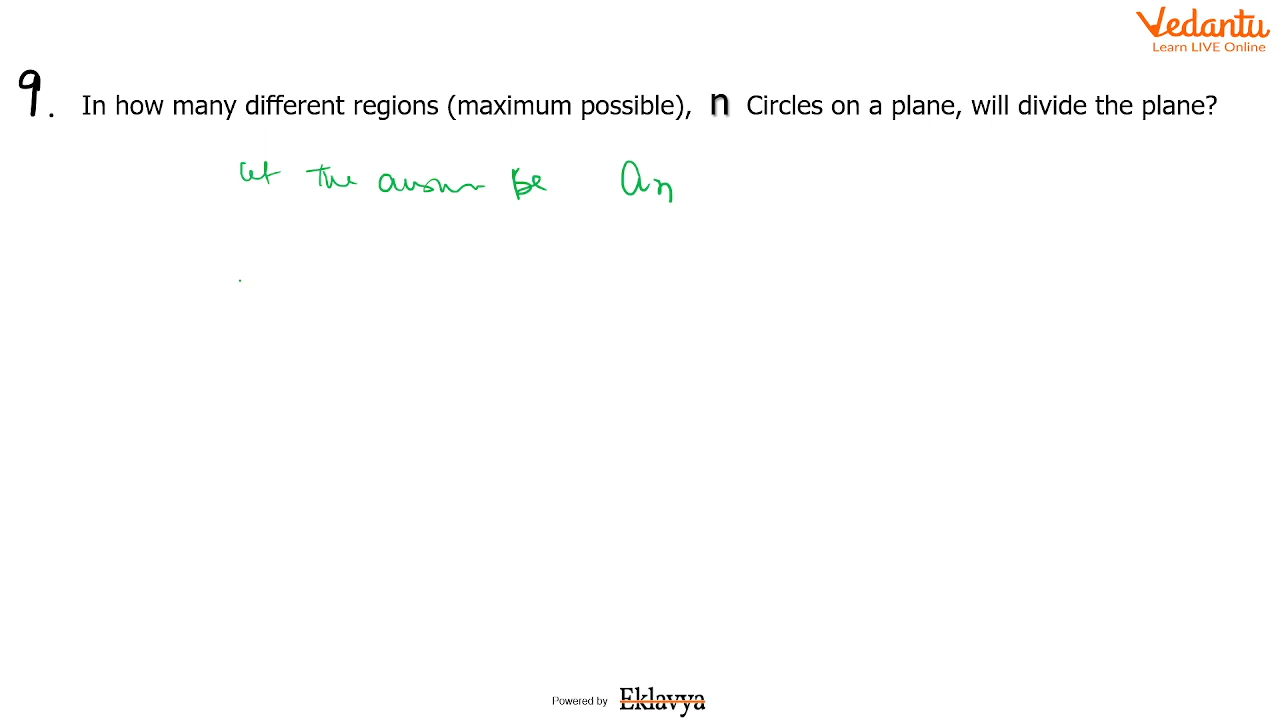 Vedantu
Learn LIVE Online
9. In how many different regions (maximum possible), n Circles on a plane, will divide the plane?
Let the answer be an
Powered by Eklavya